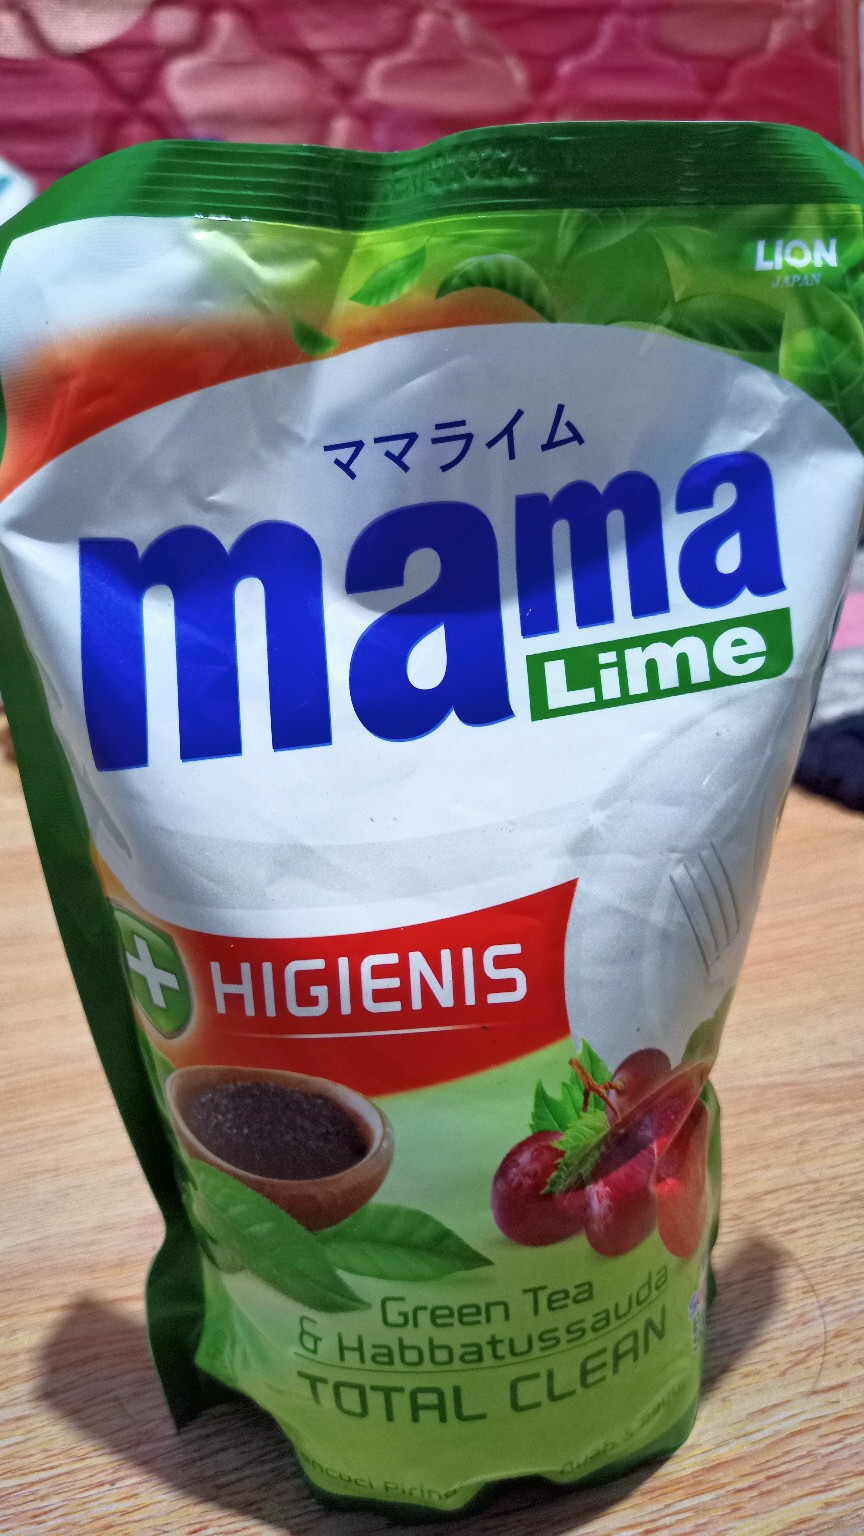 LION
JAPAN
ママライム
mama
Lime
HIGIENIS
Green Tea
& Habbatussauda
TOTAL CLEAN